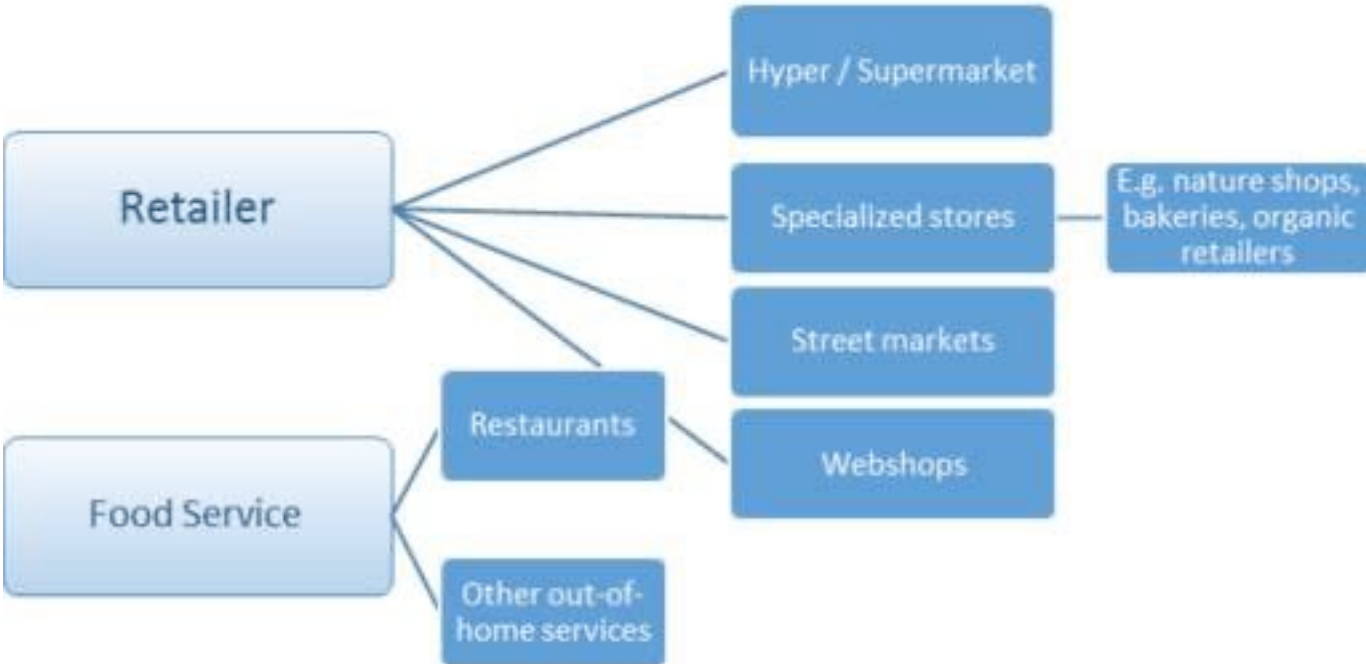 Retailer
Hyper / Supermarket
Specialized stores
E.g. nature shops,
bakeries, organic
retailers
Street markets
Webshops
Food Service
Restaurants
Other out-of-
home services